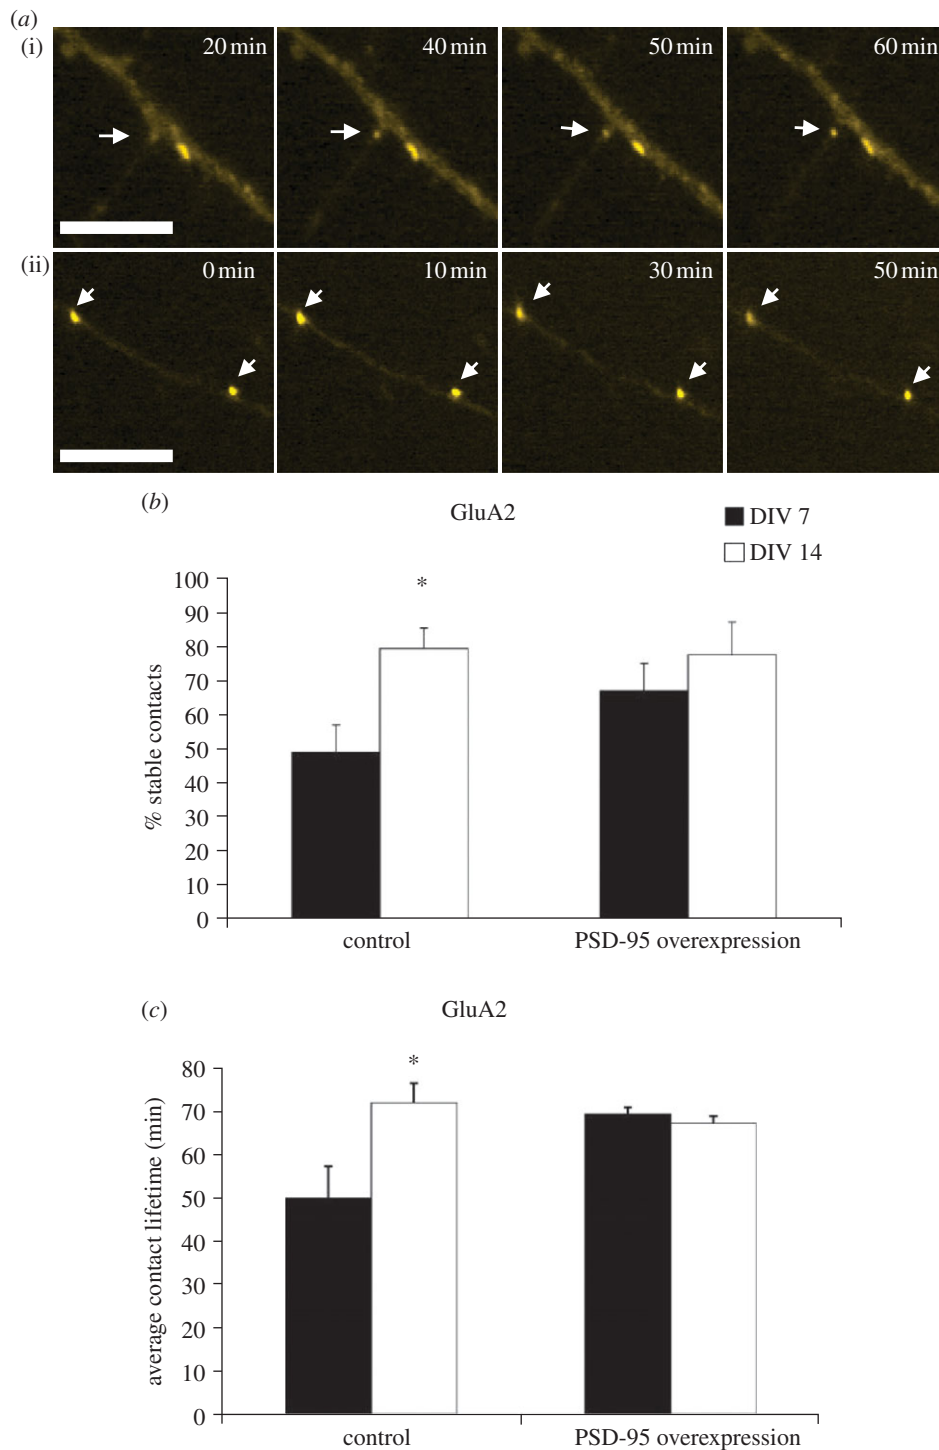 (a)
(i) 20 min 40 min 50 min 60 min
(ii) 0 min 10 min 30 min 50 min
(b) GluA2
DIV 7
DIV 14
*
100
90
80
70
60
50
40
30
20
10
0
% stable contacts
control PSD-95 overexpression
(c) GluA2
*
80
70
60
50
40
30
20
10
0
average contact lifetime (min)
control PSD-95 overexpression